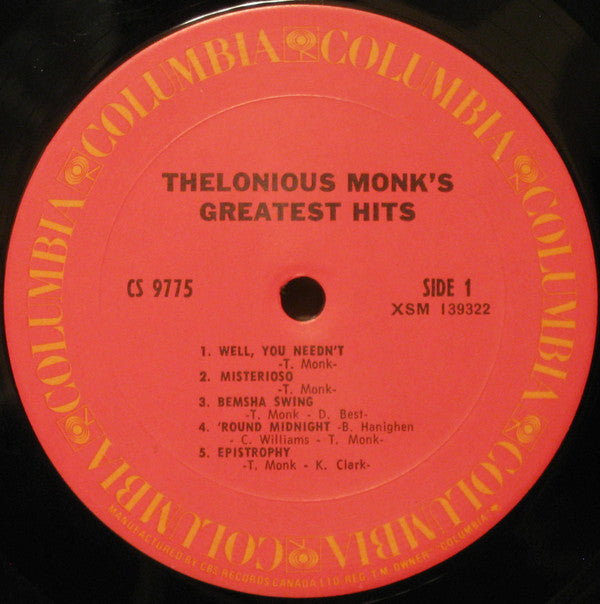 COLUMBIA COLUMBIA COLUMBIA COLUMBIA COLUMBIA COLUMBIA
THELONIOUS MONK'S
GREATEST HITS
CS 9775
SIDE 1
XSM 139322
1. WELL, YOU NEEDN'T
-T. Monk-
2. MISTERIOSO
-T. Monk-
3. BEMSHA SWING
-T. Monk - D. Best-
4. 'ROUND MIDNIGHT -B. Hanighen
- C. Williams - T. Monk-
5. EPISTROPHY
-T. Monk - K. Clark-
MANUFACTURED BY CBS RECORDS CANADA LTD. REG. T.M. OWNER "COLUMBIA"